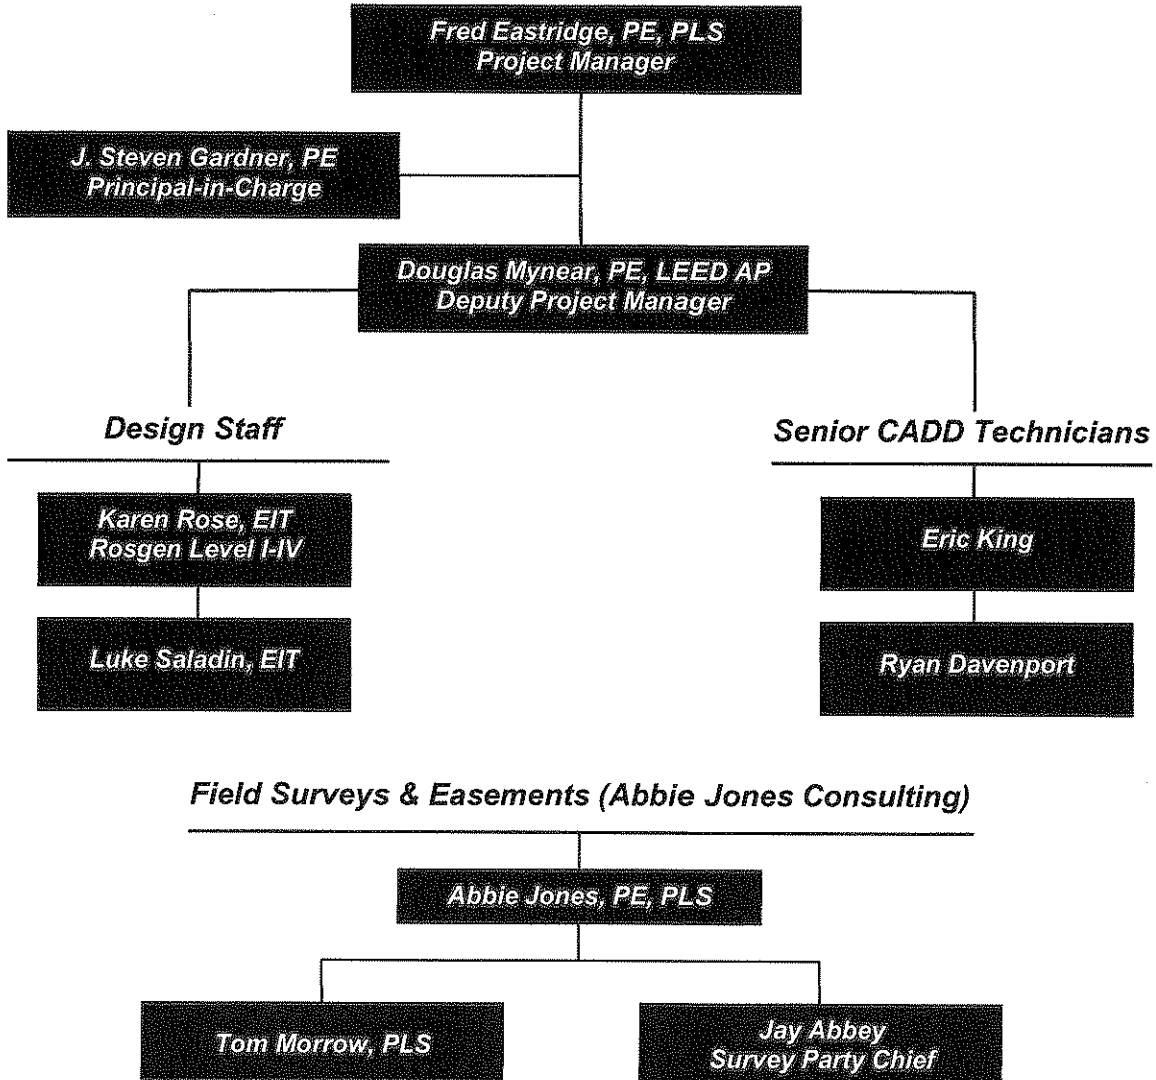 Fred Eastridge, PE, PLS
Project Manager
J. Steven Gardner, PE
Principal-in-Charge
Douglas Mynear, PE, LEED AP
Deputy Project Manager
Design Staff
Karen Rose, EIT
Rosgen Level I-IV
Luke Saladin, EIT
Senior CADD Technicians
Eric King
Ryan Davenport
Field Surveys & Easements (Abbie Jones Consulting)
Abbie Jones, PE, PLS
Tom Morrow, PLS
Jay Abbey
Survey Party Chief